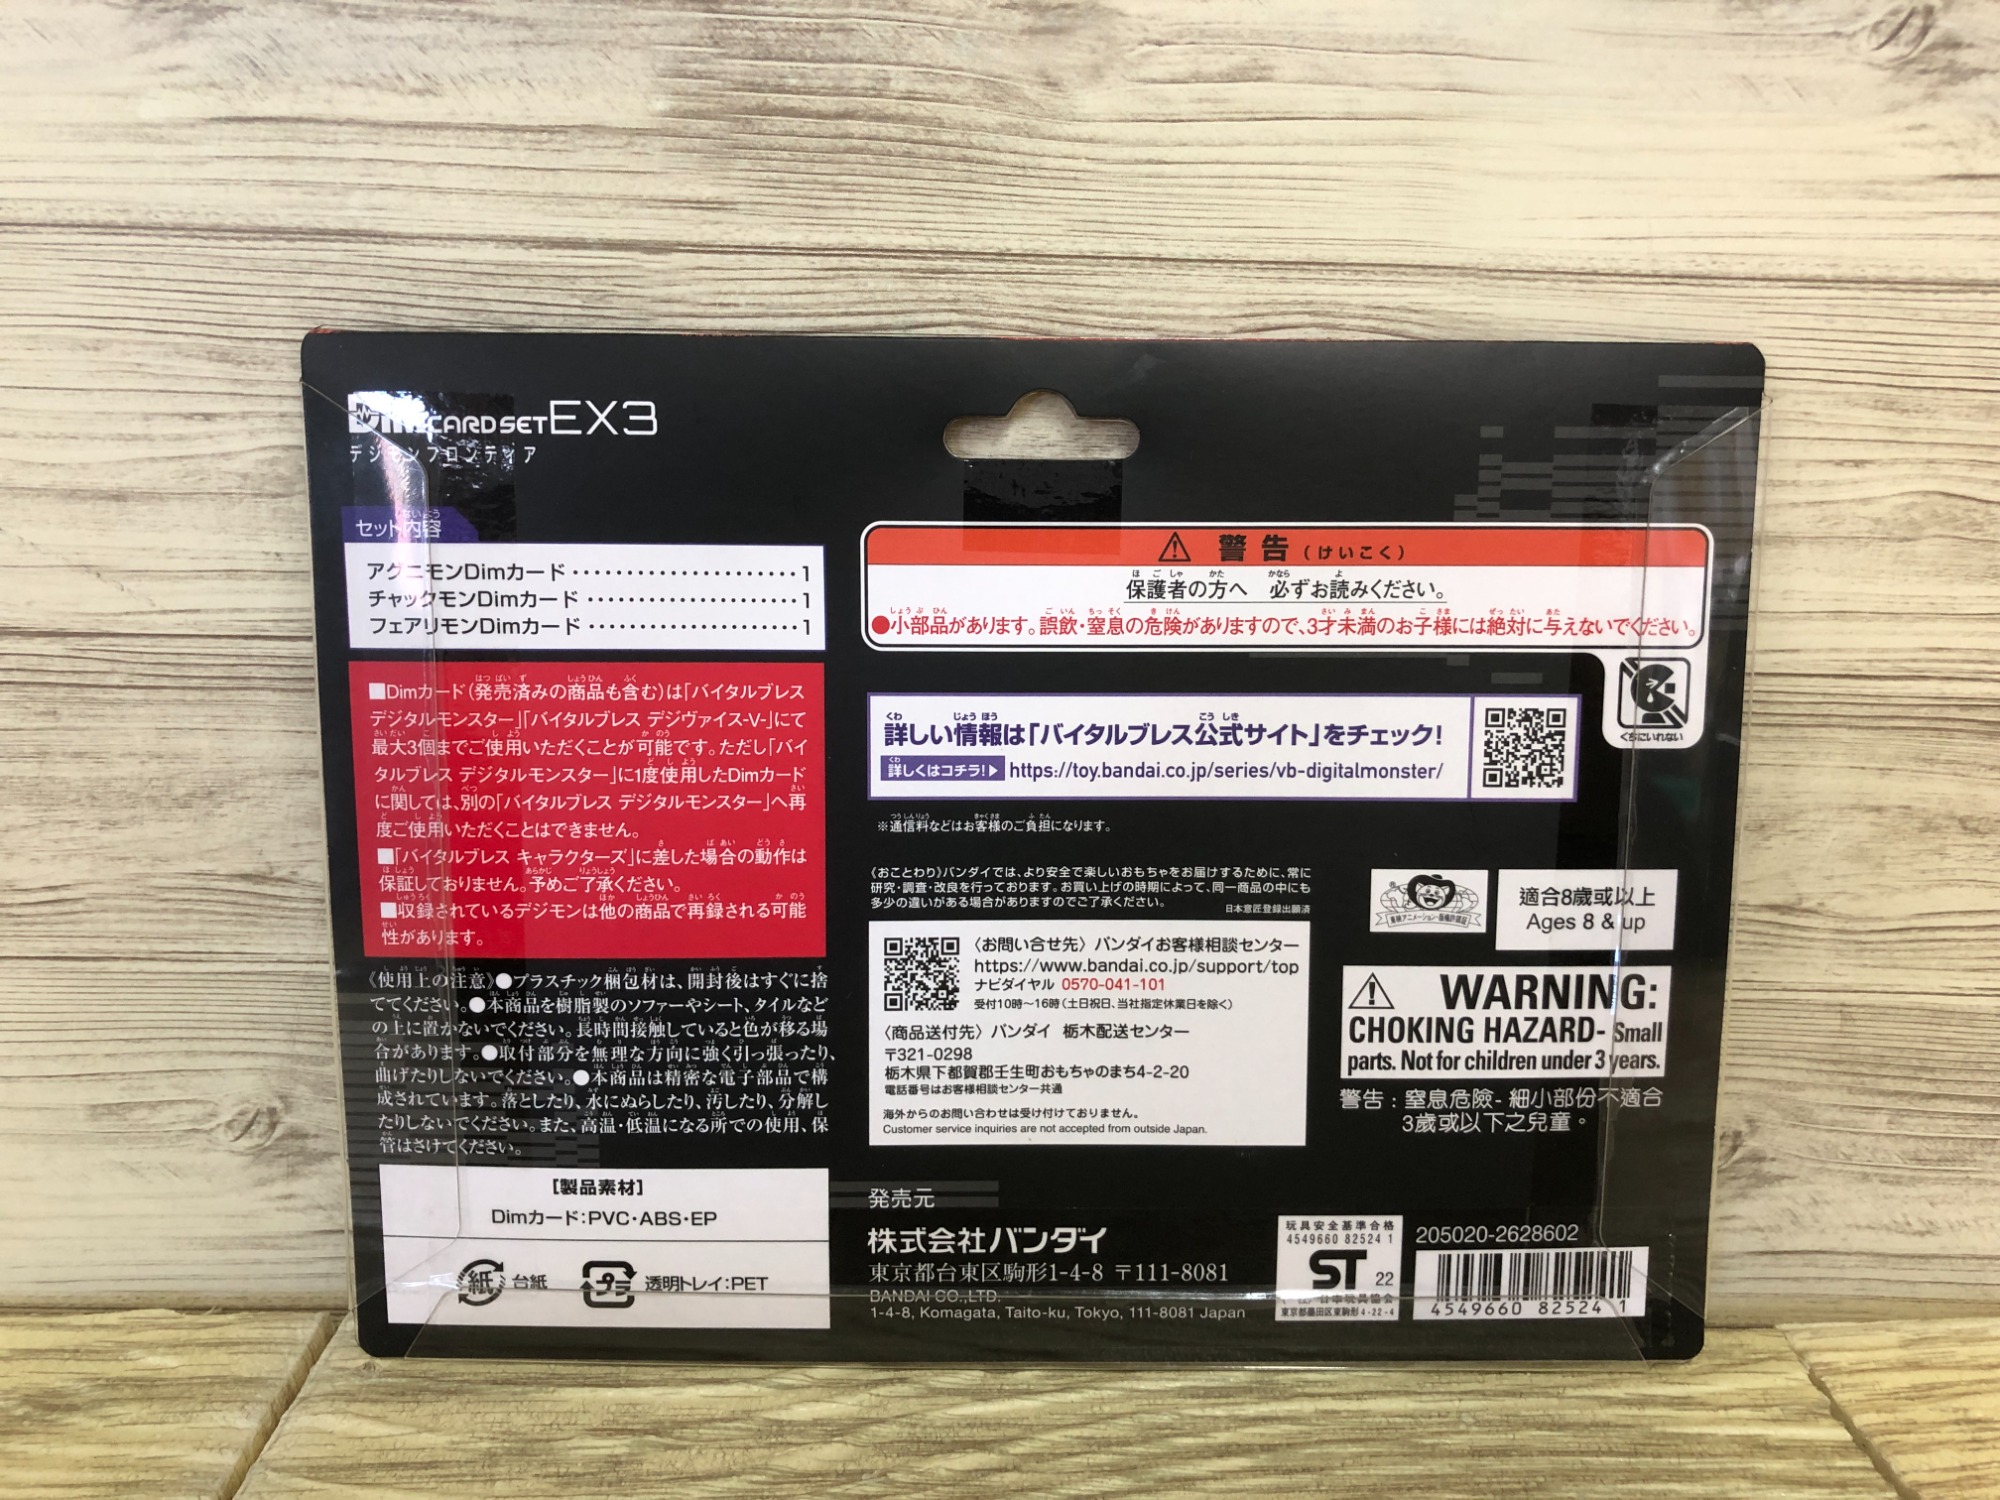 Dim CARD SET EX3
デジモンフロンティア
セット内容
アグニモンDimカード・・・・・・・・・・・・・・・・・・・・・1
チャックモンDimカード・・・・・・・・・・・・・・・・・・・・1
フェアリモンDimカード・・・・・・・・・・・・・・・・・・・・1
■Dimカード(発売済みの商品も含む)は「バイタルブレス
デジタルモンスター」「バイタルブレス デジヴァイス-V-」にて
最大3個までご使用いただくことが可能です。ただし「バイ
タルブレス デジタルモンスター」に1度使用したDimカード
に関しては、別の「バイタルブレス デジタルモンスター」へ再
度ご使用いただくことはできません。
■「バイタルブレス キャラクターズ」に差した場合の動作は
保証しておりません。予めご了承ください。
■収録されているデジモンは他の商品で再録される可能
性があります。
《使用上の注意》●プラスチック梱包材は、開封後はすぐに捨
ててください。●本商品を樹脂製のソファーやシート、タイルなど
の上に置かないでください。長時間接触していると色が移る場
合があります。●取付部分を無理な方向に強く引っ張ったり、
曲げたりしないでください。●本商品は精密な電子部品で構
成されています。落としたり、水にぬらしたり、汚したり、分解し
たりしないでください。また、高温・低温になる所での使用、保
管はさけてください。
[製品素材]
Dimカード:PVC・ABS・EP
紙 台紙 プラ 透明トレイ:PET
警告(けいこく)
保護者の方へ 必ずお読みください。
●小部品があります。誤飲・窒息の危険がありますので、3才未満のお子様には絶対に与えないでください。
くちにいれない
詳しい情報は「バイタルブレス公式サイト」をチェック!
詳しくはコチラ!▶ https://toy.bandai.co.jp/series/vb-digitalmonster/
※通信料などはお客様のご負担になります。
《おことわり》バンダイでは、より安全で楽しいおもちゃをお届けするために、常に
研究・調査・改良を行っております。お買い上げの時期によって、同一商品の中にも
多少の違いがある場合がありますのでご了承ください。
日本意匠登録出願済
〈お問い合せ先〉バンダイお客様相談センター
https://www.bandai.co.jp/support/top
ナビダイヤル 0570-041-101
受付10時～16時(土日祝日、当社指定休業日を除く)
〈商品送付先〉バンダイ 栃木配送センター
〒321-0298
栃木県下都賀郡壬生町おもちゃのまち4-2-20
電話番号はお客様相談センター共通
海外からのお問い合わせは受け付けておりません。
Customer service inquiries are not accepted from outside Japan.
東映アニメーション・版権許諾証
適合8歲或以上
Ages 8 & up
WARNING:
CHOKING HAZARD- Small
parts. Not for children under 3 years.
警告：窒息危險- 細小部份不適合
3歲或以下之兒童。
発売元
株式会社バンダイ
東京都台東区駒形1-4-8 〒111-8081
BANDAI CO.,LTD.
1-4-8, Komagata, Taito-ku, Tokyo, 111-8081 Japan
玩具安全基準合格
4549660 82524 1
ST 22
日本玩具協会
東京都墨田区東駒形4-22-4
205020-2628602
4549660 825241